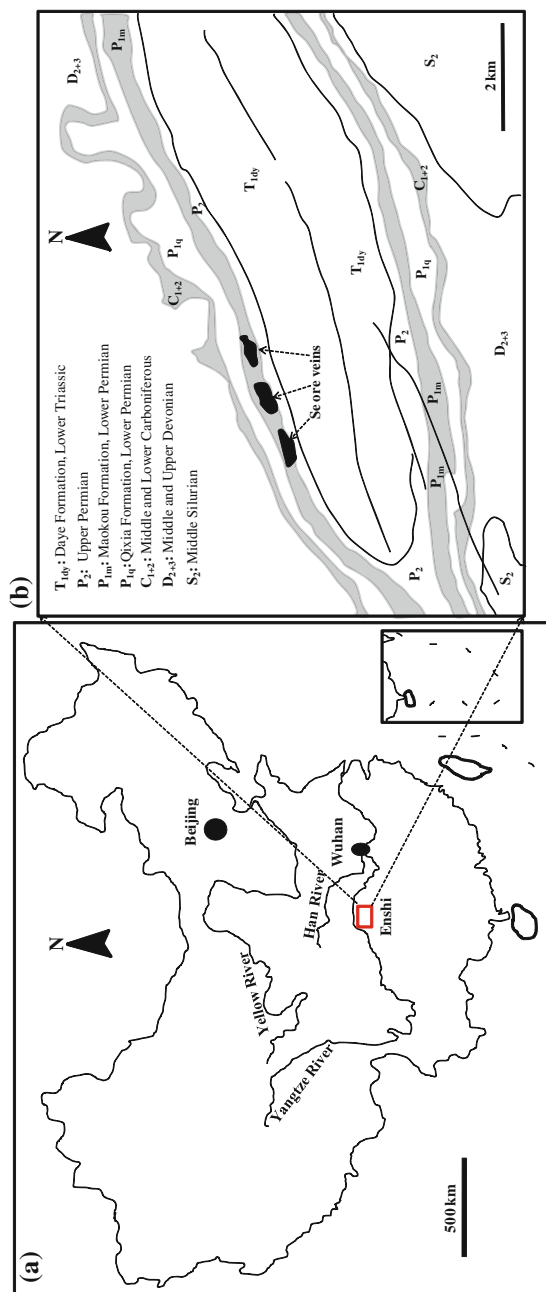 (a)
N
Beijing
Wuhan
Han River
Enshi
Yellow River
Yangtze River
500 km
(b)
T1dy: Daye Formation, Lower Triassic
P2: Upper Permian
P1m: Maokou Formation, Lower Permian
P1q: Qixia Formation, Lower Permian
C1+2: Middle and Lower Carboniferous
D2+3: Middle and Upper Devonian
S2: Middle Silurian
N
D2+3
P1m
C1+2
P1q
P2
T1dy
Se ore veins
T1dy
P2
P2
P1m
P1m
P1q
C1+2
S2
D2+3
S2
2 km